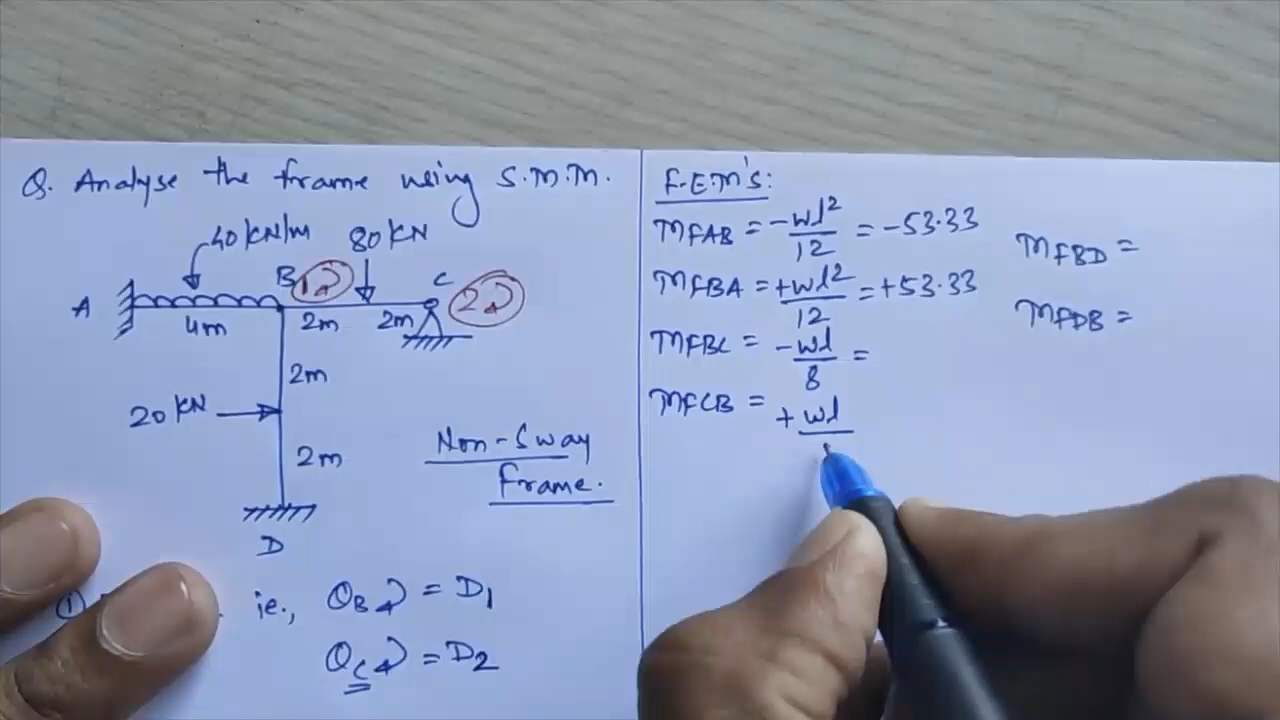 Q. Analyse the frame using S.M.M.
40 KN/m 80 KN
A B 1 C 2
4m 2m 2m
2m
20 KN
2m
D
Non-Sway
Frame.
①
ie., θB = D1
θC = D2
F.E.M's:
MFAB = -wl²/12 = -53.33
MFBA = +wl²/12 = +53.33
MFBC = -wl/8 =
MFCB = +wl
MFBD =
MFDB =